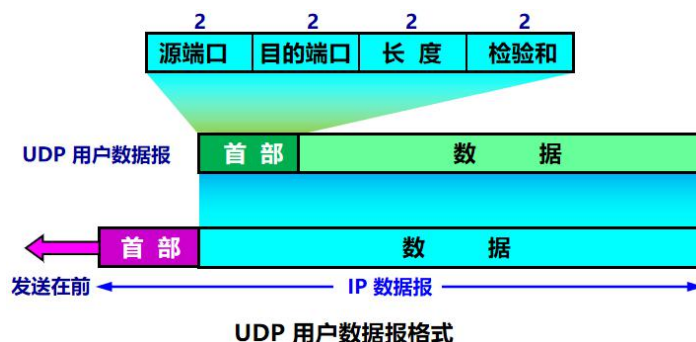 2 2 2 2
源端口 目的端口 长 度 检验和
UDP 用户数据报 首 部 数 据
首 部 数 据
发送在前 IP 数据报
UDP 用户数据报格式